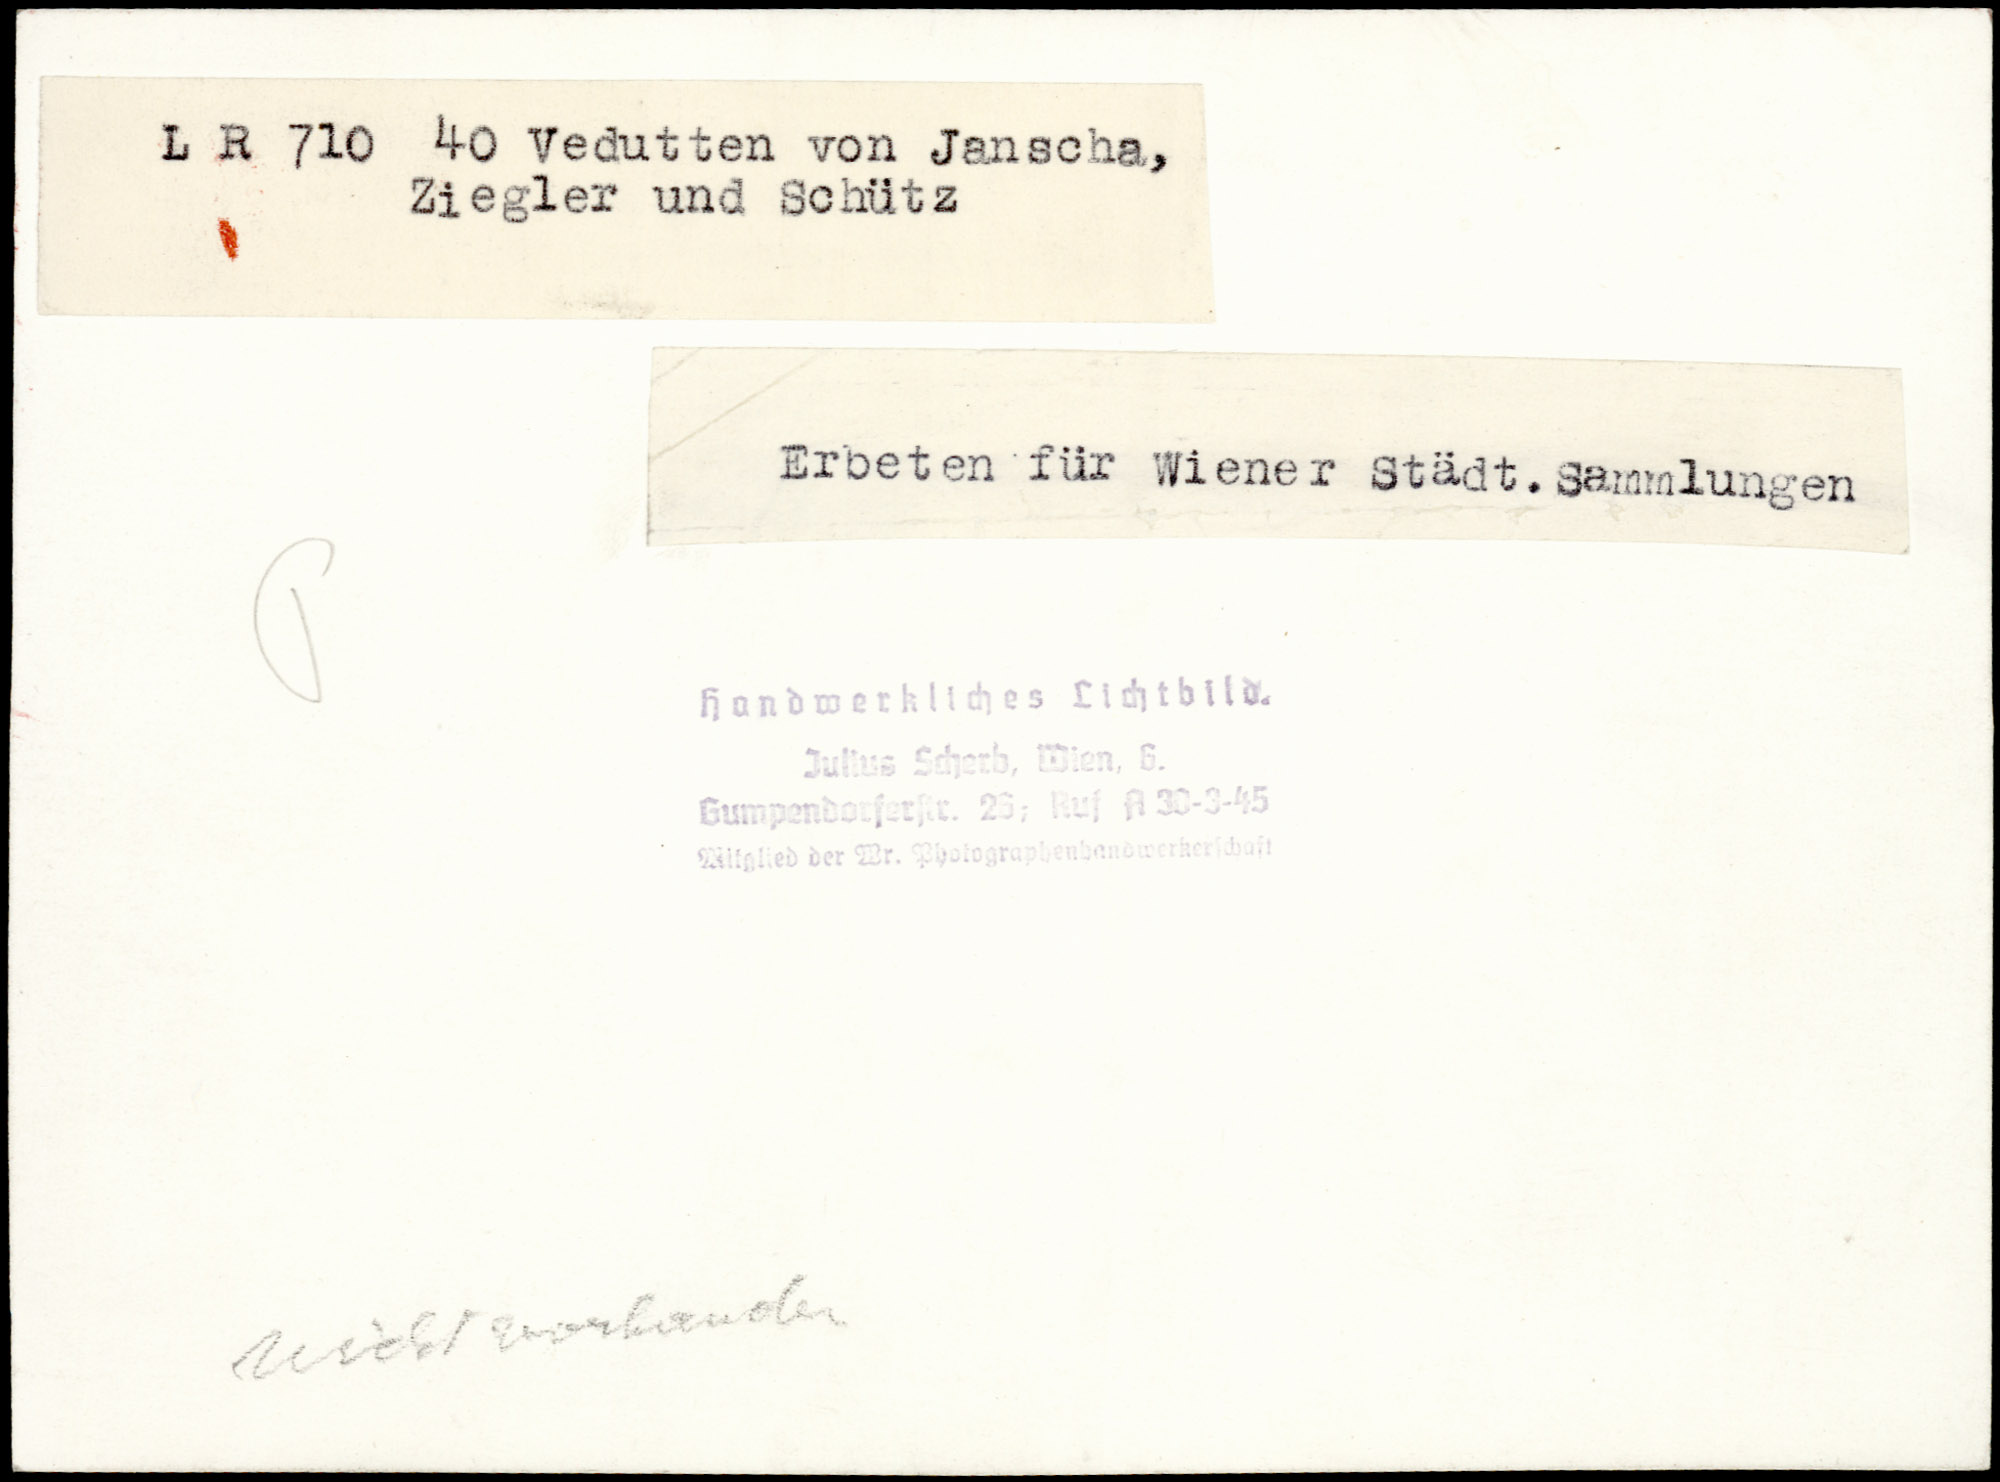 L R 710 40 Vedutten von Janscha,
Ziegler und Schütz
Erbeten für Wiener Städt. Sammlungen
Handwerkliches Lichtbild.
Julius Scherb, Wien, 6.
Gumpendorferstr. 26; Ruf A 30-3-45
Mitglied der Wr. Photographenhandwerkerschaft
nicht vorhanden